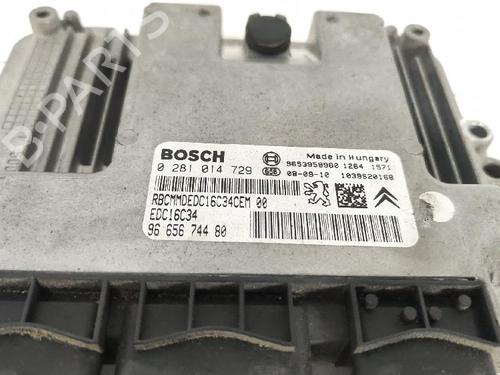 BOSCH
Made in Hungary
0 281 014 729
9653958980 1264 1571
08-09-10 1039S20168
RBCMMDEDC16C34CEM 00
EDC16C34
96 656 744 80
B-PARTS